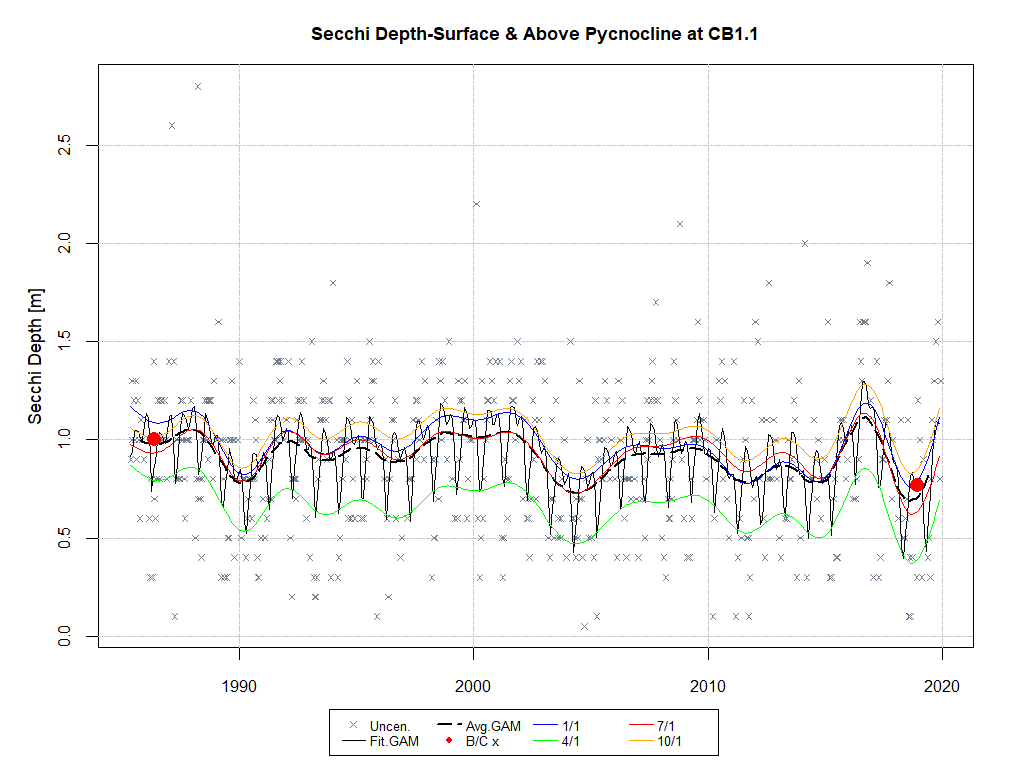 Secchi Depth-Surface & Above Pycnocline at CB1.1
Secchi Depth [m]
2.5
2.0
1.5
1.0
0.5
0.0
1990 2000 2010 2020
Uncen. Avg.GAM 1/1 7/1
Fit.GAM B/C x 4/1 10/1